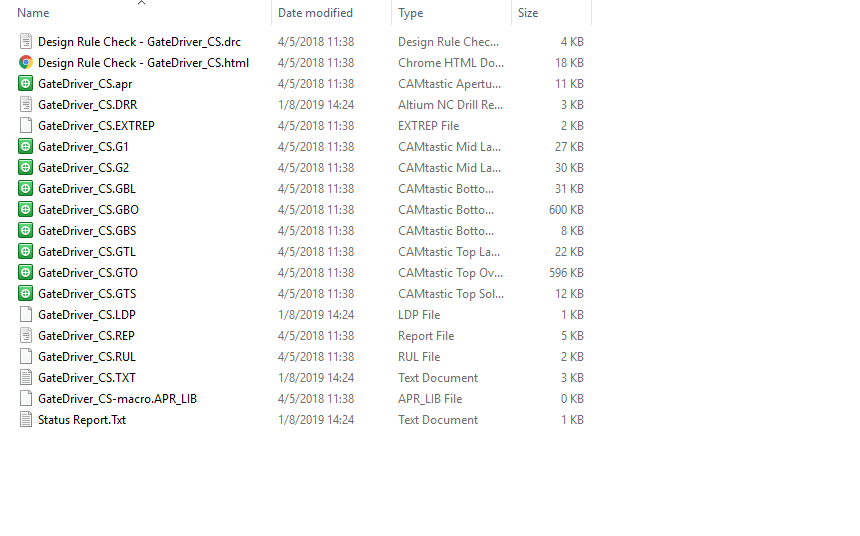 Name Date modified Type Size
Design Rule Check - GateDriver_CS.drc 4/5/2018 11:38 Design Rule Chec... 4 KB
Design Rule Check - GateDriver_CS.html 4/5/2018 11:38 Chrome HTML Do... 18 KB
GateDriver_CS.apr 4/5/2018 11:38 CAMtastic Apertu... 11 KB
GateDriver_CS.DRR 1/8/2019 14:24 Altium NC Drill Re... 3 KB
GateDriver_CS.EXTREP 4/5/2018 11:38 EXTREP File 2 KB
GateDriver_CS.G1 4/5/2018 11:38 CAMtastic Mid La... 27 KB
GateDriver_CS.G2 4/5/2018 11:38 CAMtastic Mid La... 30 KB
GateDriver_CS.GBL 4/5/2018 11:38 CAMtastic Botto... 31 KB
GateDriver_CS.GBO 4/5/2018 11:38 CAMtastic Botto... 600 KB
GateDriver_CS.GBS 4/5/2018 11:38 CAMtastic Botto... 8 KB
GateDriver_CS.GTL 4/5/2018 11:38 CAMtastic Top La... 22 KB
GateDriver_CS.GTO 4/5/2018 11:38 CAMtastic Top Ov... 596 KB
GateDriver_CS.GTS 4/5/2018 11:38 CAMtastic Top Sol... 12 KB
GateDriver_CS.LDP 1/8/2019 14:24 LDP File 1 KB
GateDriver_CS.REP 4/5/2018 11:38 Report File 5 KB
GateDriver_CS.RUL 4/5/2018 11:38 RUL File 2 KB
GateDriver_CS.TXT 1/8/2019 14:24 Text Document 3 KB
GateDriver_CS-macro.APR_LIB 4/5/2018 11:38 APR_LIB File 0 KB
Status Report.Txt 1/8/2019 14:24 Text Document 1 KB